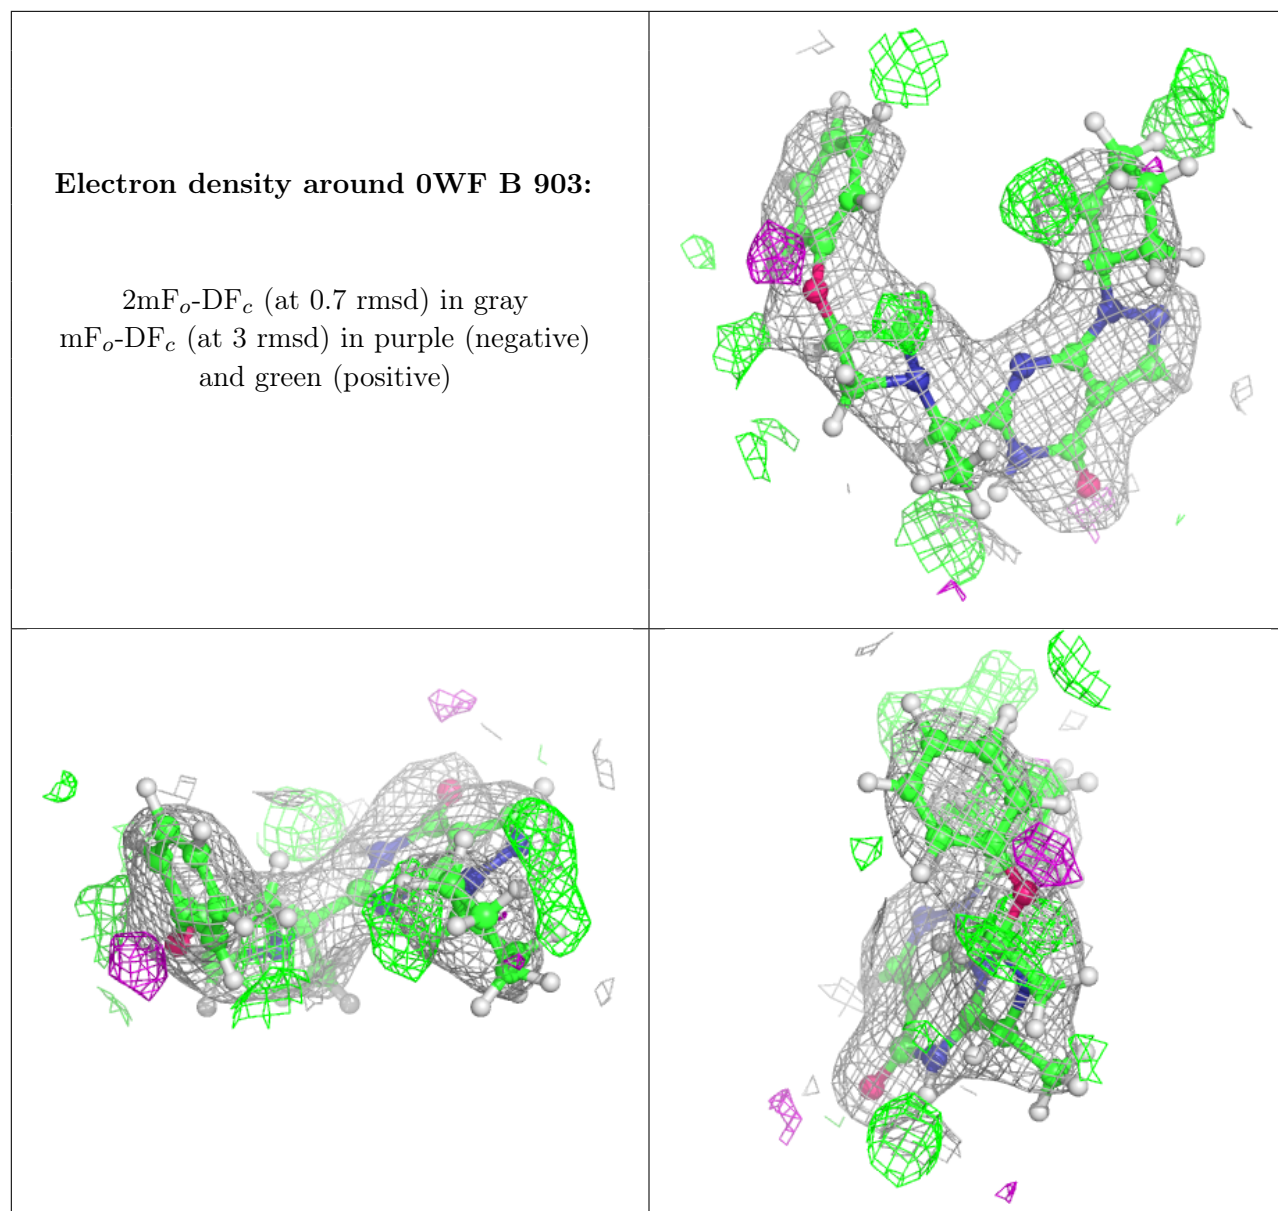 Electron density around 0WF B 903:
2mFo-DFc (at 0.7 rmsd) in gray
mFo-DFc (at 3 rmsd) in purple (negative)
and green (positive)